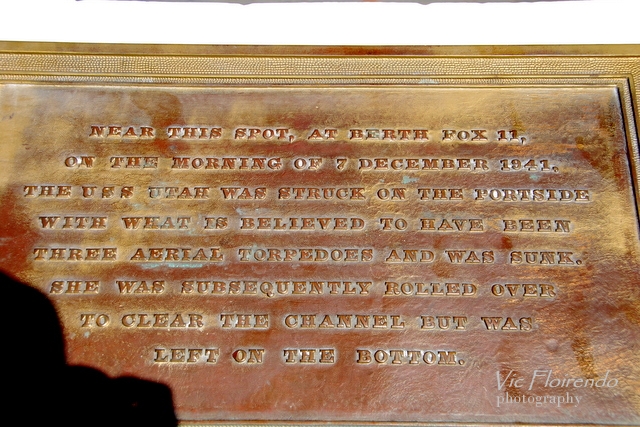 NEAR THIS SPOT, AT BERTH FOX 11,
ON THE MORNING OF 7 DECEMBER 1941,
THE USS UTAH WAS STRUCK ON THE PORTSIDE
WITH WHAT IS BELIEVED TO HAVE BEEN
THREE AERIAL TORPEDOES AND WAS SUNK.
SHE WAS SUBSEQUENTLY ROLLED OVER
TO CLEAR THE CHANNEL BUT WAS
LEFT ON THE BOTTOM.
Vic Floirendo
photography